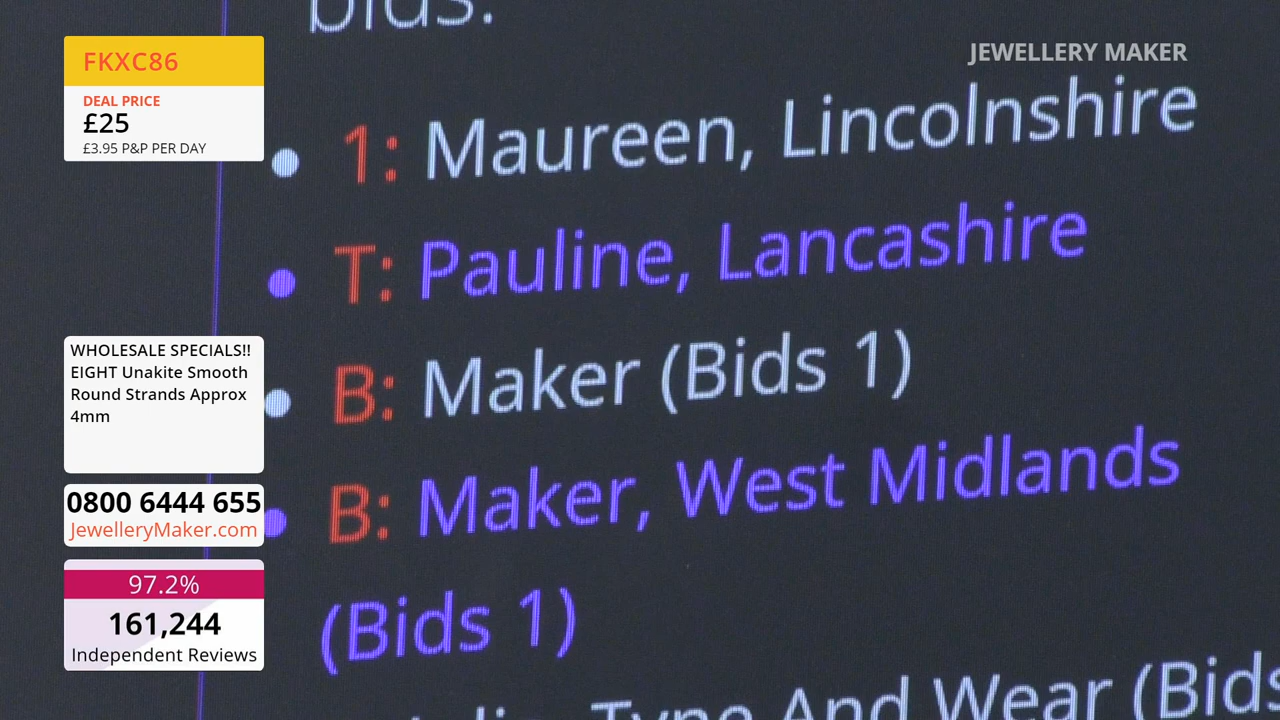 bids.
FKXC86
JEWELLERY MAKER
DEAL PRICE
£25
£3.95 P&P PER DAY
1: Maureen, Lincolnshire
T: Pauline, Lancashire
B: Maker (Bids 1)
B: Maker, West Midlands
(Bids 1)
Type And Wear (Bids
WHOLESALE SPECIALS!!
EIGHT Unakite Smooth
Round Strands Approx
4mm
0800 6444 655
JewelleryMaker.com
97.2%
161,244
Independent Reviews